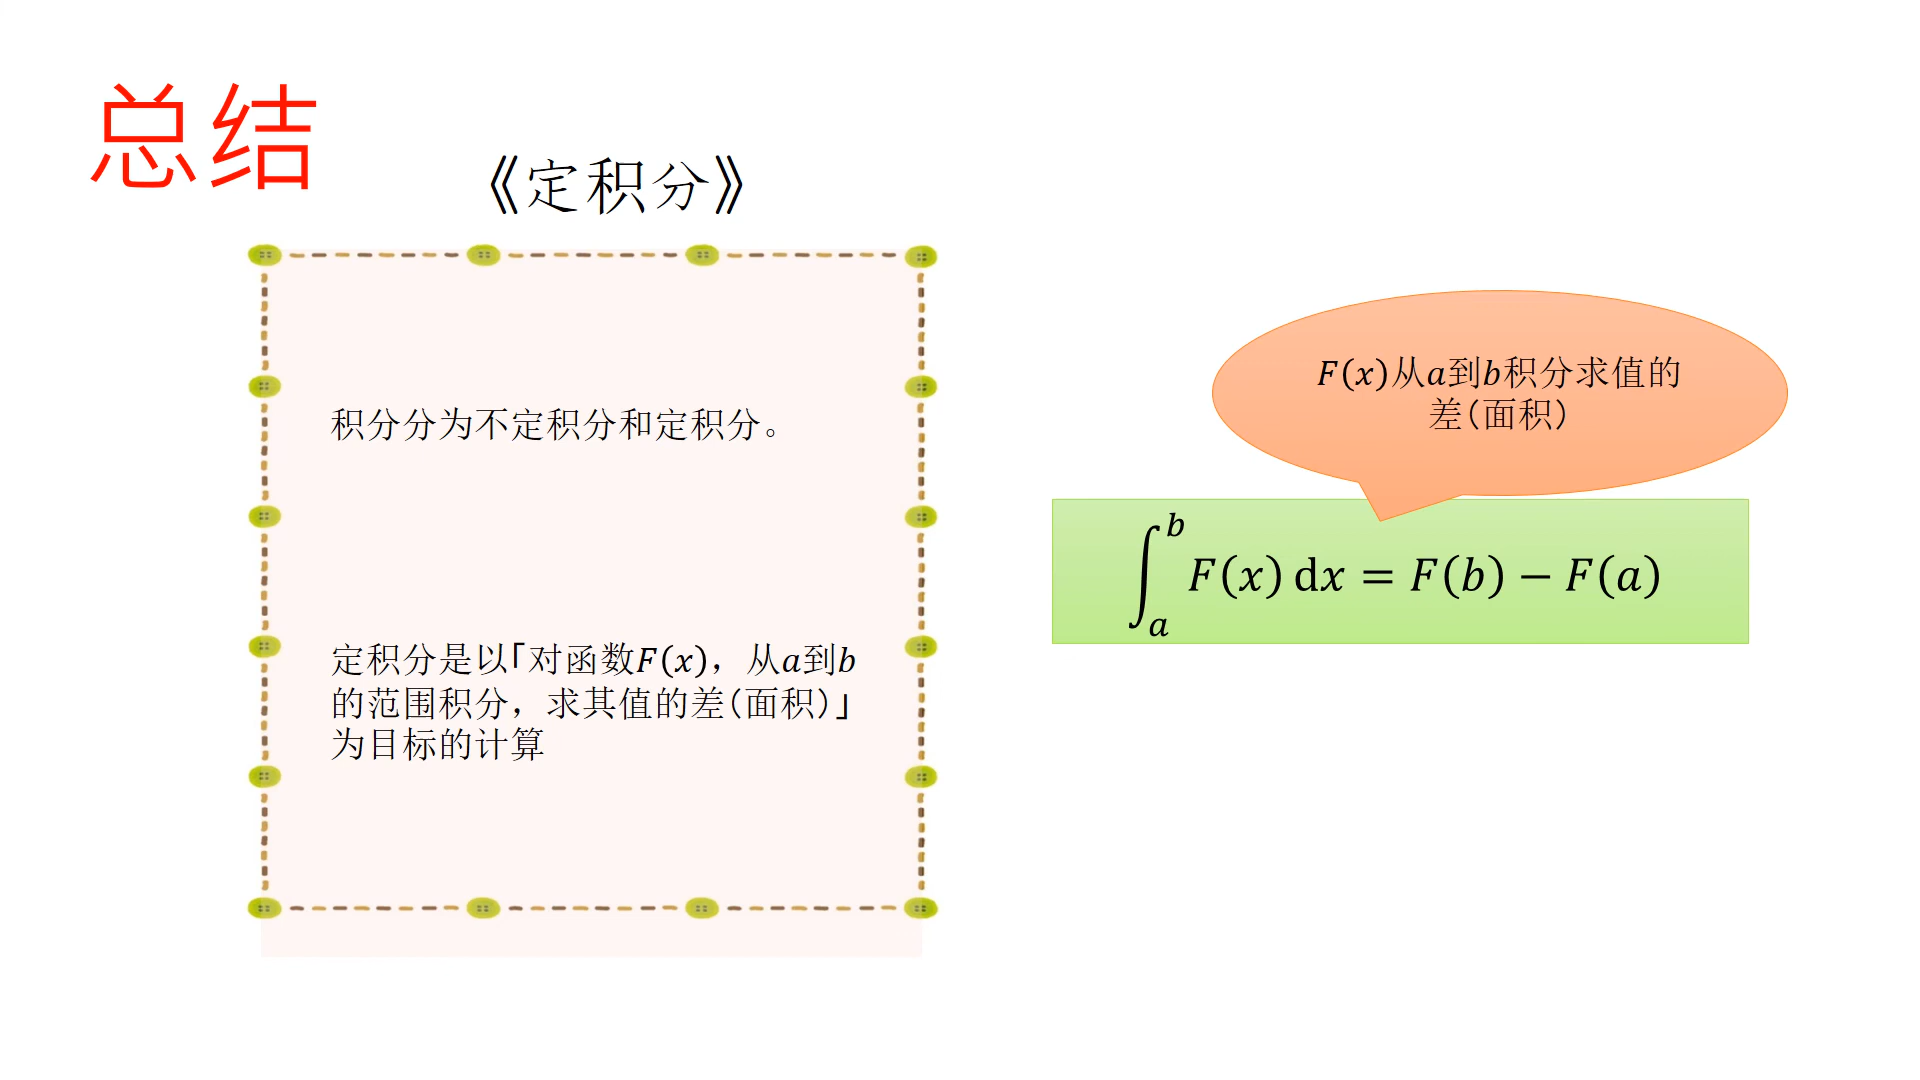 总结
《定积分》
积分分为不定积分和定积分。
定积分是以「对函数F(x)，从a到b
的范围积分，求其值的差(面积)」
为目标的计算
F(x)从a到b积分求值的
差(面积)
∫_a^b F(x) dx = F(b) − F(a)